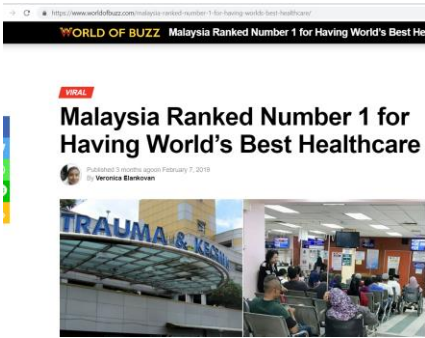 https://www.worldofbuzz.com/malaysia-ranked-number-1-for-having-worlds-best-healthcare/
WORLD OF BUZZ Malaysia Ranked Number 1 for Having World's Best He
VIRAL
Malaysia Ranked Number 1 for
Having World's Best Healthcare
Published 3 months agoon February 7, 2019
By Veronica Elankovan
TRAUMA & KECEM